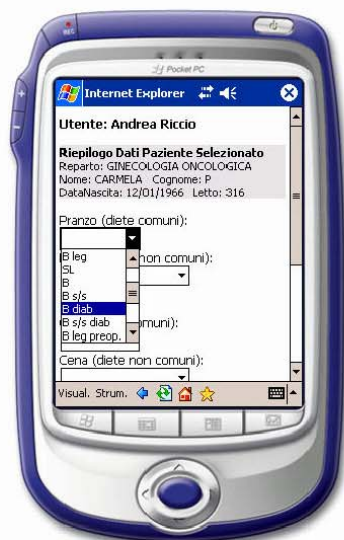 REC
Pocket PC
Internet Explorer
Utente: Andrea Riccio
Riepilogo Dati Paziente Selezionato
Reparto: GINECOLOGIA ONCOLOGICA
Nome: CARMELA Cognome: P
DataNascita: 12/01/1966 Letto: 316
Pranzo (diete comuni):
non comuni):
B leg
SL
B
B s/s
B diab
B s/s diab
B leg preop.
muni):
Cena (diete non comuni):
Visual. Strum.